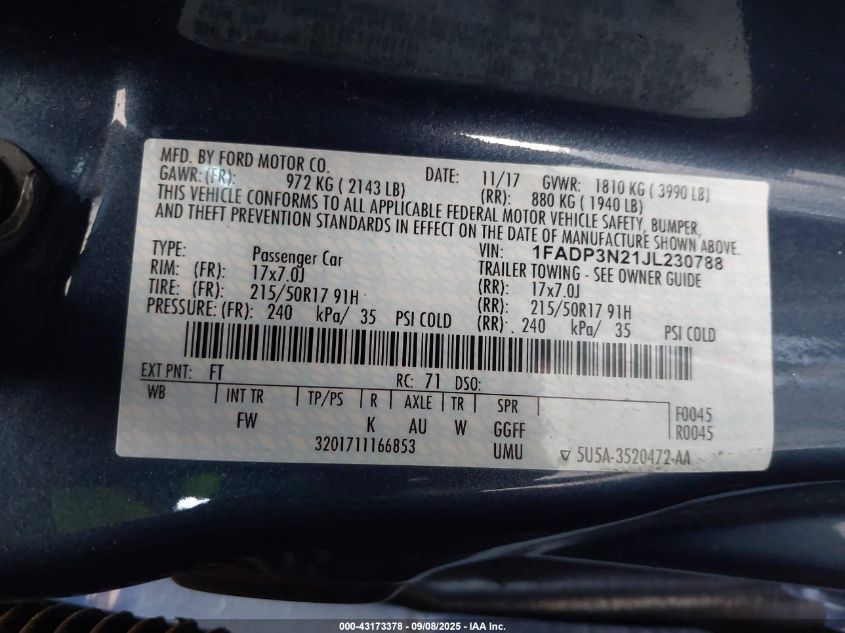 MFD. BY FORD MOTOR CO. DATE: 11/17 GVWR: 1810 KG ( 3990 LB)
GAWR:(FR): 972 KG ( 2143 LB) (RR): 880 KG ( 1940 LB)
THIS VEHICLE CONFORMS TO ALL APPLICABLE FEDERAL MOTOR VEHICLE SAFETY, BUMPER,
AND THEFT PREVENTION STANDARDS IN EFFECT ON THE DATE OF MANUFACTURE SHOWN ABOVE.
VIN: 1FADP3N21JL230788
TYPE: Passenger Car TRAILER TOWING - SEE OWNER GUIDE
RIM: (FR): 17x7.0J (RR): 17x7.0J
TIRE: (FR): 215/50R17 91H (RR): 215/50R17 91H
PRESSURE: (FR): 240 kPa/ 35 PSI COLD (RR): 240 kPa/ 35 PSI COLD
EXT PNT: FT RC: 71 DSO:
WB INT TR TP/PS R AXLE TR SPR F0045
FW K AU W GGFF R0045
3201711166853 UMU ▽ 5U5A-3520472-AA
000-43173378 - 09/08/2025 - IAA Inc.